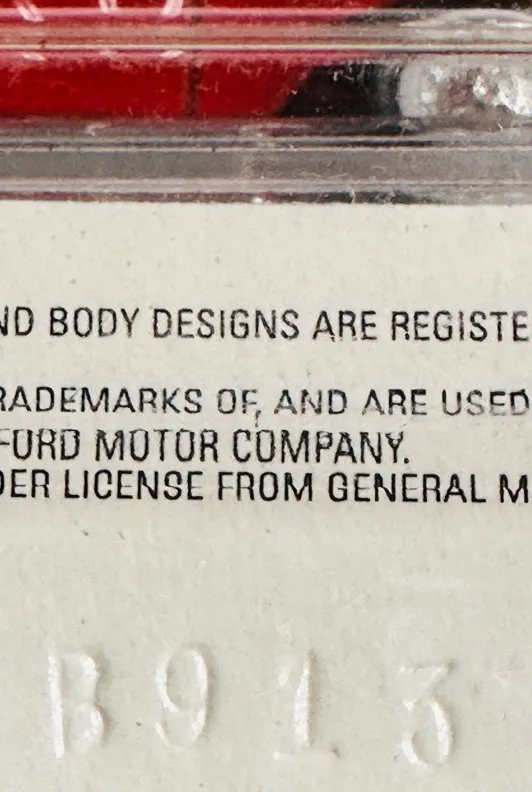 ND BODY DESIGNS ARE REGISTE
RADEMARKS OF, AND ARE USED
FORD MOTOR COMPANY.
DER LICENSE FROM GENERAL M
B913